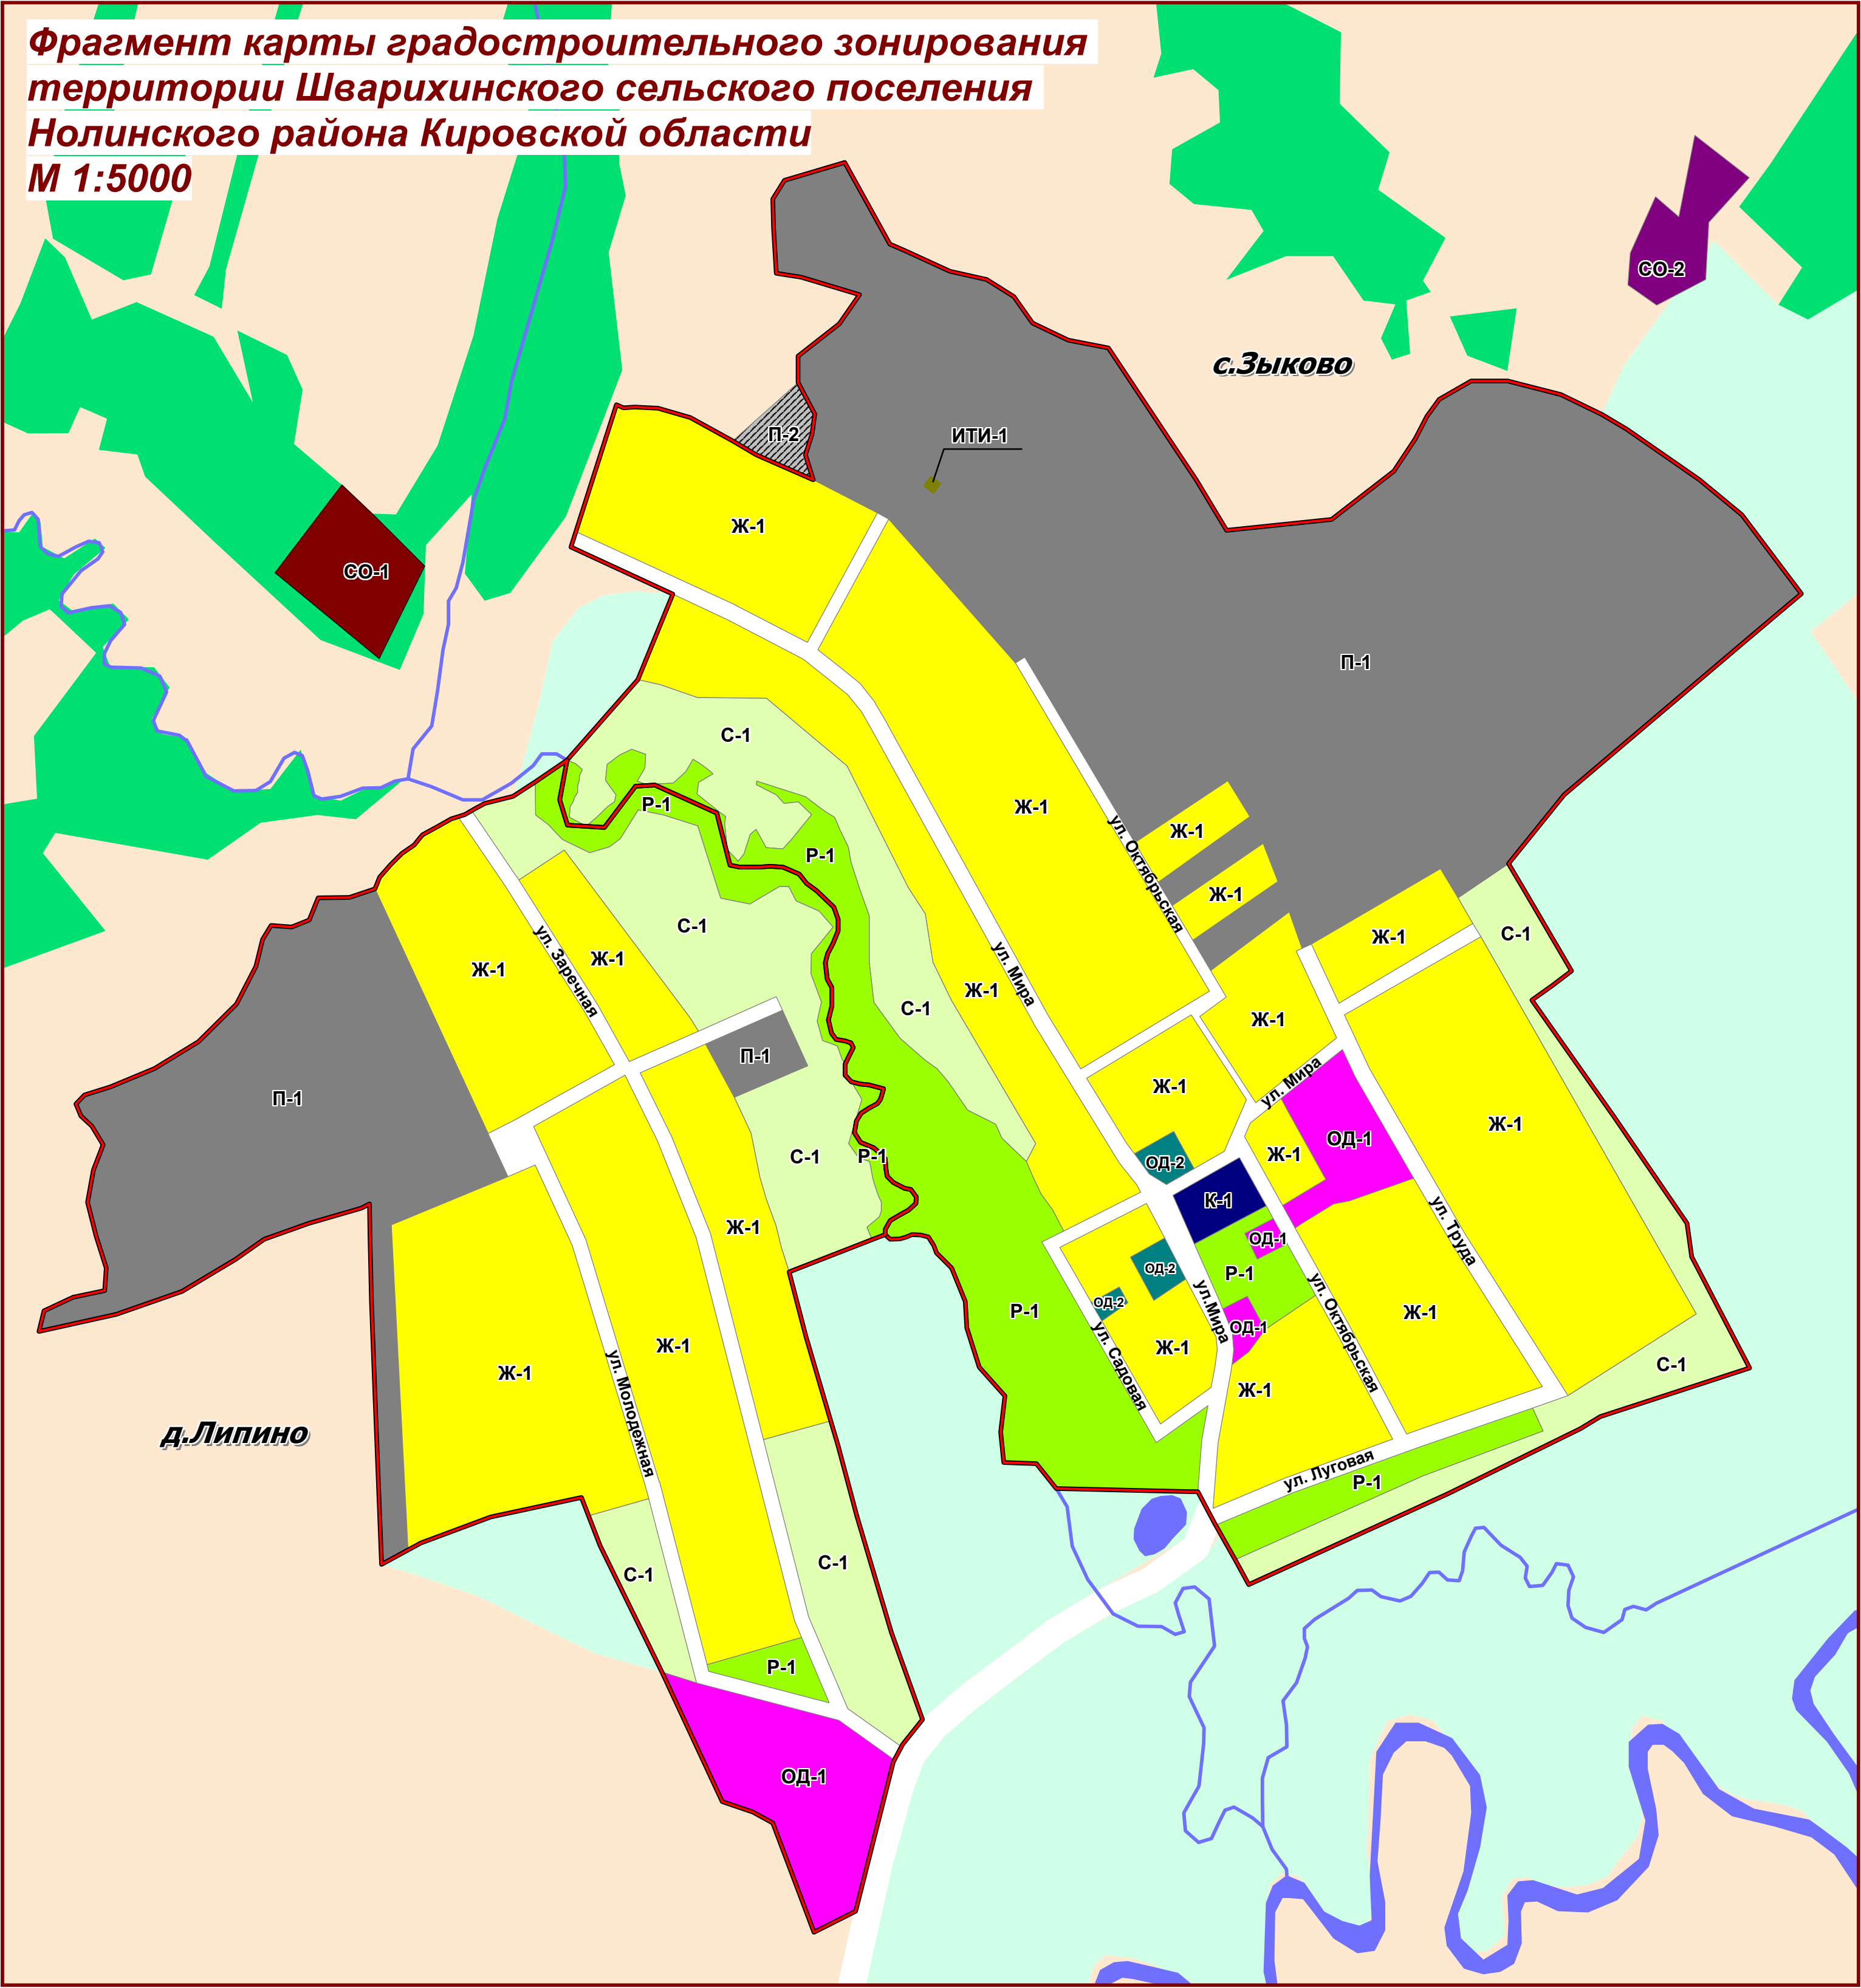 Фрагмент карты градостроительного зонирования
территории Шварихинского сельского поселения
Нолинского района Кировской области
М 1:5000
СО-2
с.Зыково
П-2
ИТИ-1
Ж-1
СО-1
П-1
С-1
Р-1
Ж-1
ул. Октябрьская
Ж-1
Р-1
Ж-1
С-1
Ж-1
С-1
Ж-1
ул. Заречная
Ж-1
ул. Мира
Ж-1
С-1
Ж-1
П-1
ул. Мира
Ж-1
П-1
Ж-1
ОД-1
С-1
Р-1
Ж-1
ОД-2
К-1
Ж-1
ул. Труда
ОД-1
ОД-2
Р-1
ОД-2
Р-1
ул.Мира
ул. Октябрьская
Ж-1
ОД-1
Ж-1
Ж-1
ул. Садовая
С-1
Ж-1
ул. Молодежная
Ж-1
д.Липино
ул. Луговая
Р-1
С-1
С-1
Р-1
ОД-1